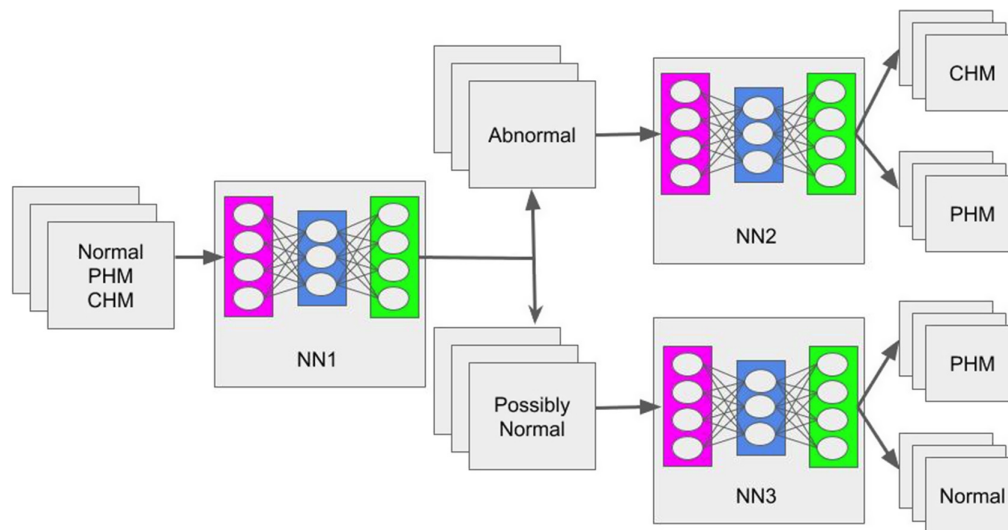 Normal
PHM
CHM
NN1
Abnormal
Possibly
Normal
NN2
CHM
PHM
NN3
PHM
Normal